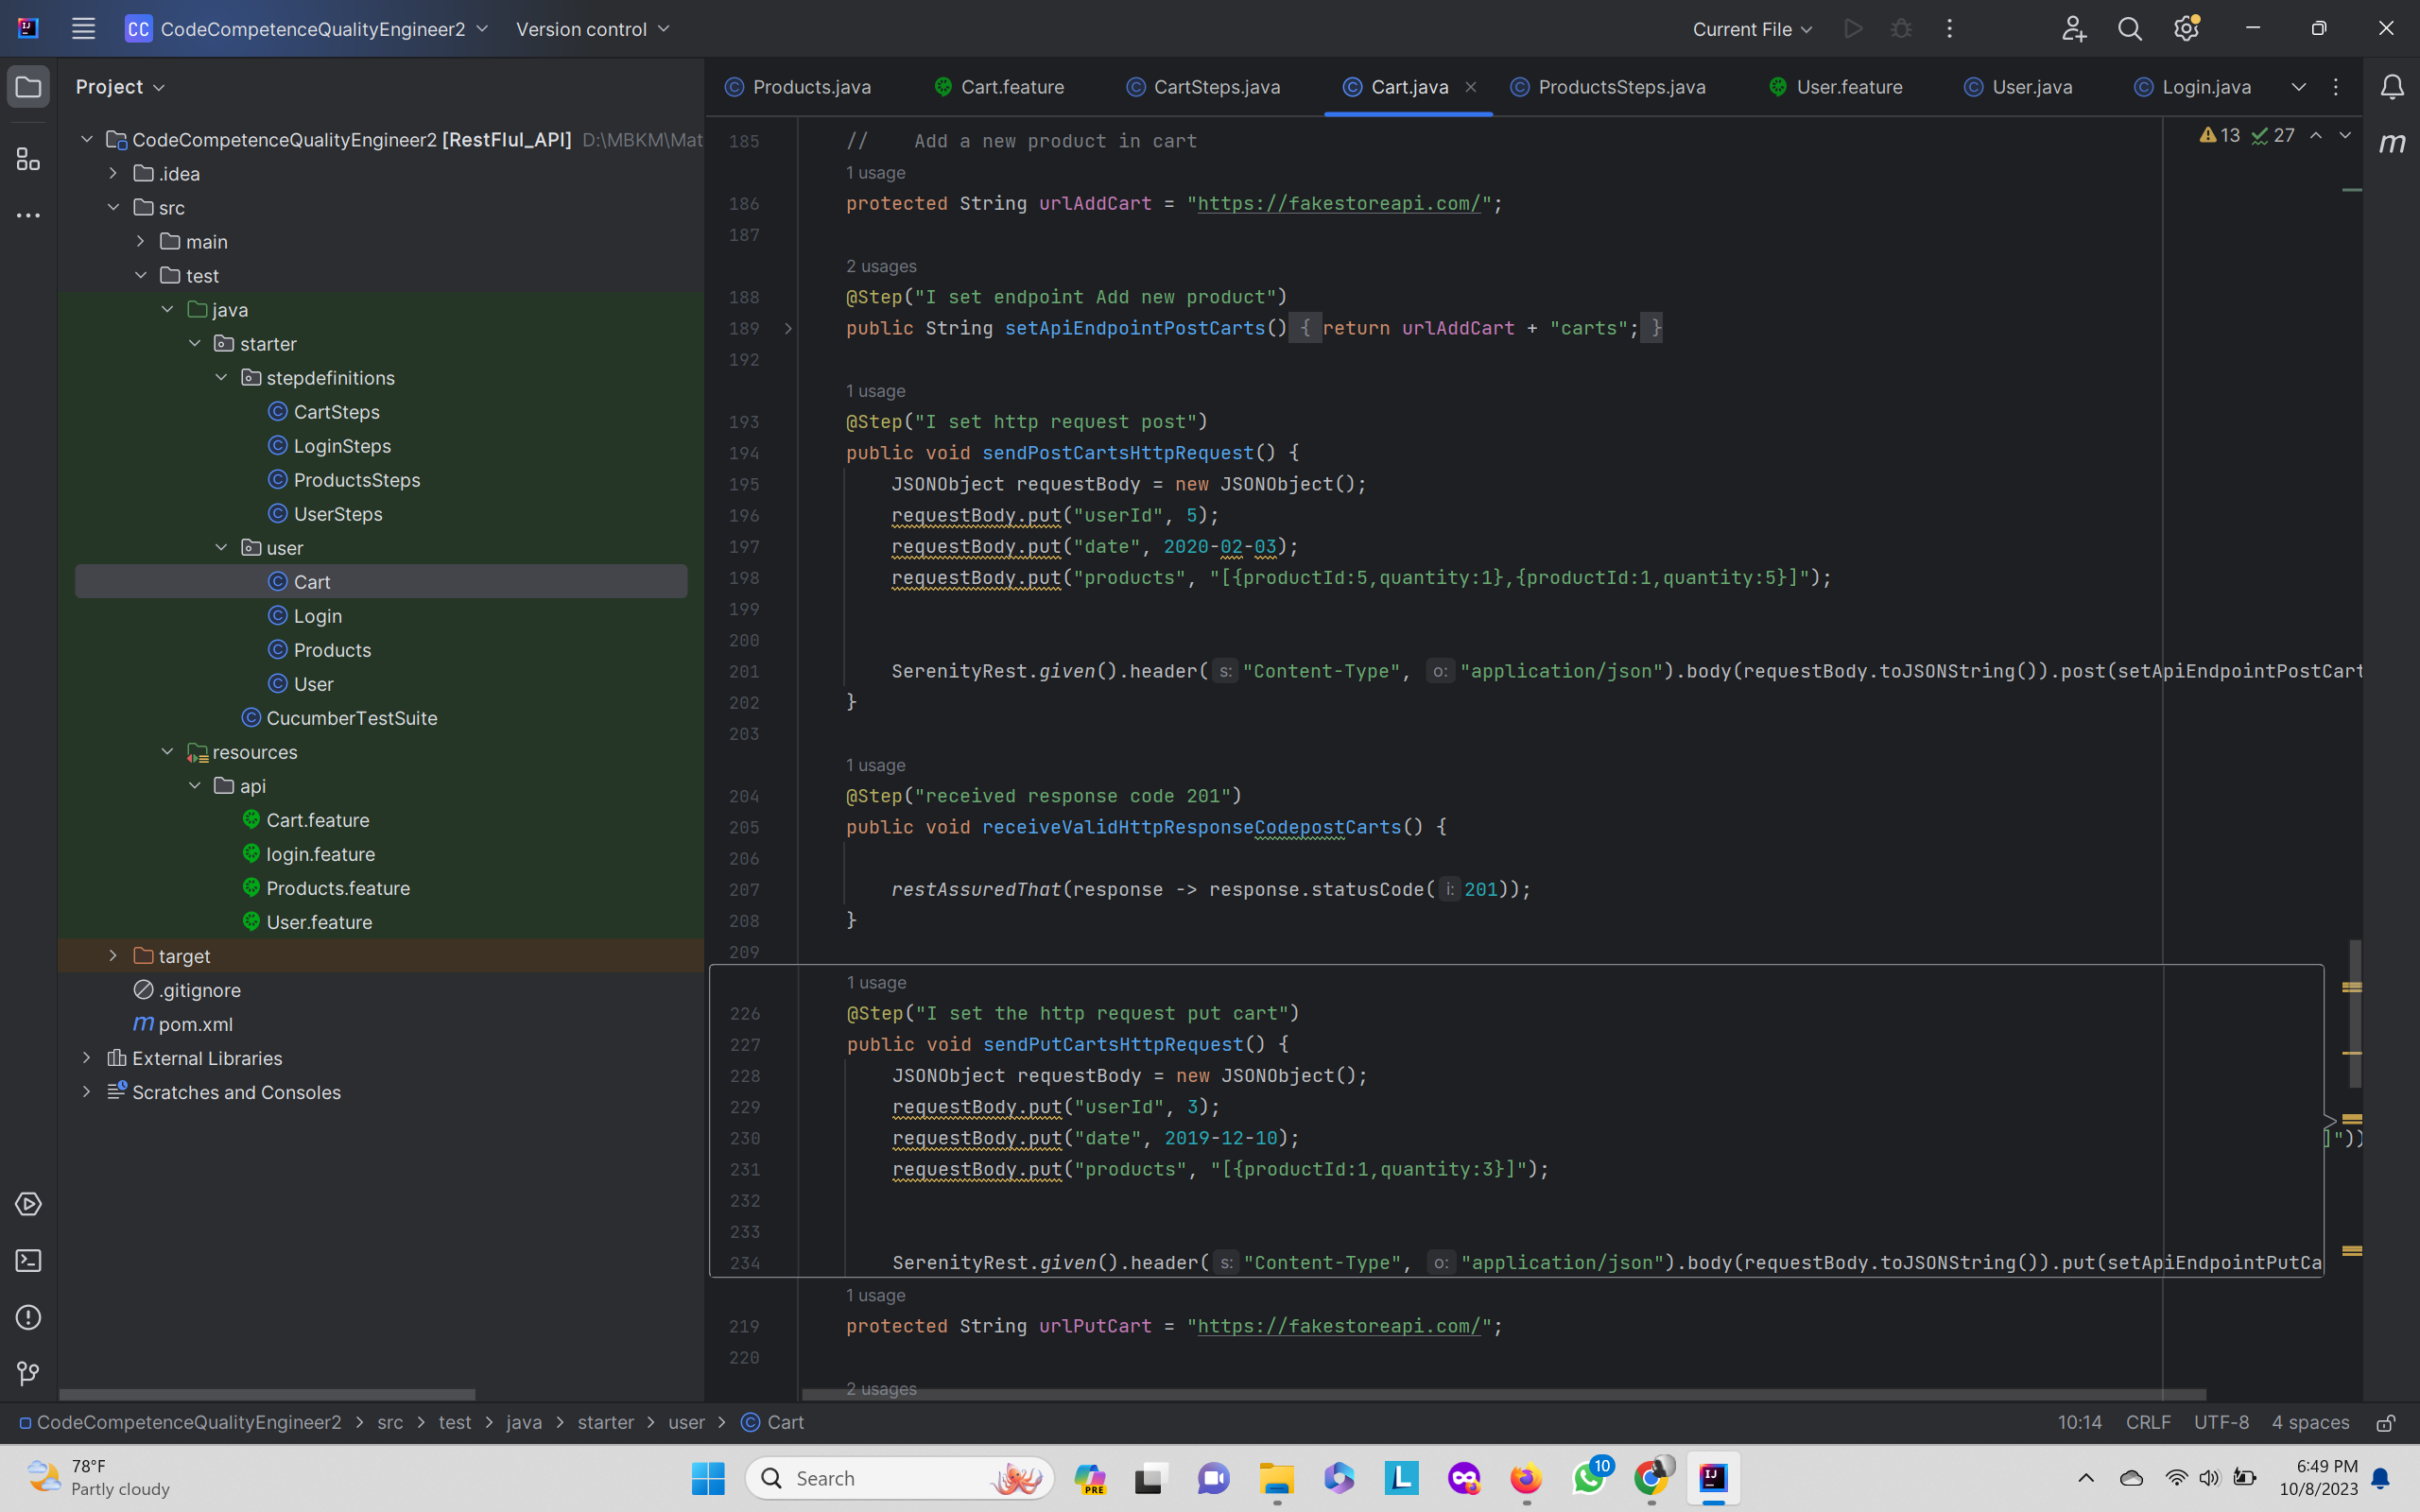 CC CodeCompetenceQualityEngineer2 Version control Current File
Project
Products.java Cart.feature CartSteps.java Cart.java ProductsSteps.java User.feature User.java Login.java
CodeCompetenceQualityEngineer2 [RestFlul_API] D:\MBKM\Mat
.idea
src
main
test
java
starter
stepdefinitions
CartSteps
LoginSteps
ProductsSteps
UserSteps
user
Cart
Login
Products
User
CucumberTestSuite
resources
api
Cart.feature
login.feature
Products.feature
User.feature
target
.gitignore
m pom.xml
External Libraries
Scratches and Consoles
13 27
m
185 // Add a new product in cart
1 usage
186 protected String urlAddCart = "https://fakestoreapi.com/";
187
2 usages
188 @Step("I set endpoint Add new product")
189 public String setApiEndpointPostCarts() { return urlAddCart + "carts"; }
192
1 usage
193 @Step("I set http request post")
194 public void sendPostCartsHttpRequest() {
195 JSONObject requestBody = new JSONObject();
196 requestBody.put("userId", 5);
197 requestBody.put("date", 2020-02-03);
198 requestBody.put("products", "[{productId:5,quantity:1},{productId:1,quantity:5}]");
199
200
201 SerenityRest.given().header( s: "Content-Type", o: "application/json").body(requestBody.toJSONString()).post(setApiEndpointPostCart
202 }
203
1 usage
204 @Step("received response code 201")
205 public void receiveValidHttpResponseCodepostCarts() {
206
207 restAssuredThat(response -> response.statusCode( i: 201));
208 }
209
1 usage
226 @Step("I set the http request put cart")
227 public void sendPutCartsHttpRequest() {
228 JSONObject requestBody = new JSONObject();
229 requestBody.put("userId", 3);
230 requestBody.put("date", 2019-12-10);
]"))
231 requestBody.put("products", "[{productId:1,quantity:3}]");
232
233
234 SerenityRest.given().header( s: "Content-Type", o: "application/json").body(requestBody.toJSONString()).put(setApiEndpointPutCa
1 usage
219 protected String urlPutCart = "https://fakestoreapi.com/";
220
2 usages
CodeCompetenceQualityEngineer2 > src > test > java > starter > user > Cart
10:14 CRLF UTF-8 4 spaces
78°F
Partly cloudy
Search
PRE
L
10
IJ
6:49 PM
10/8/2023